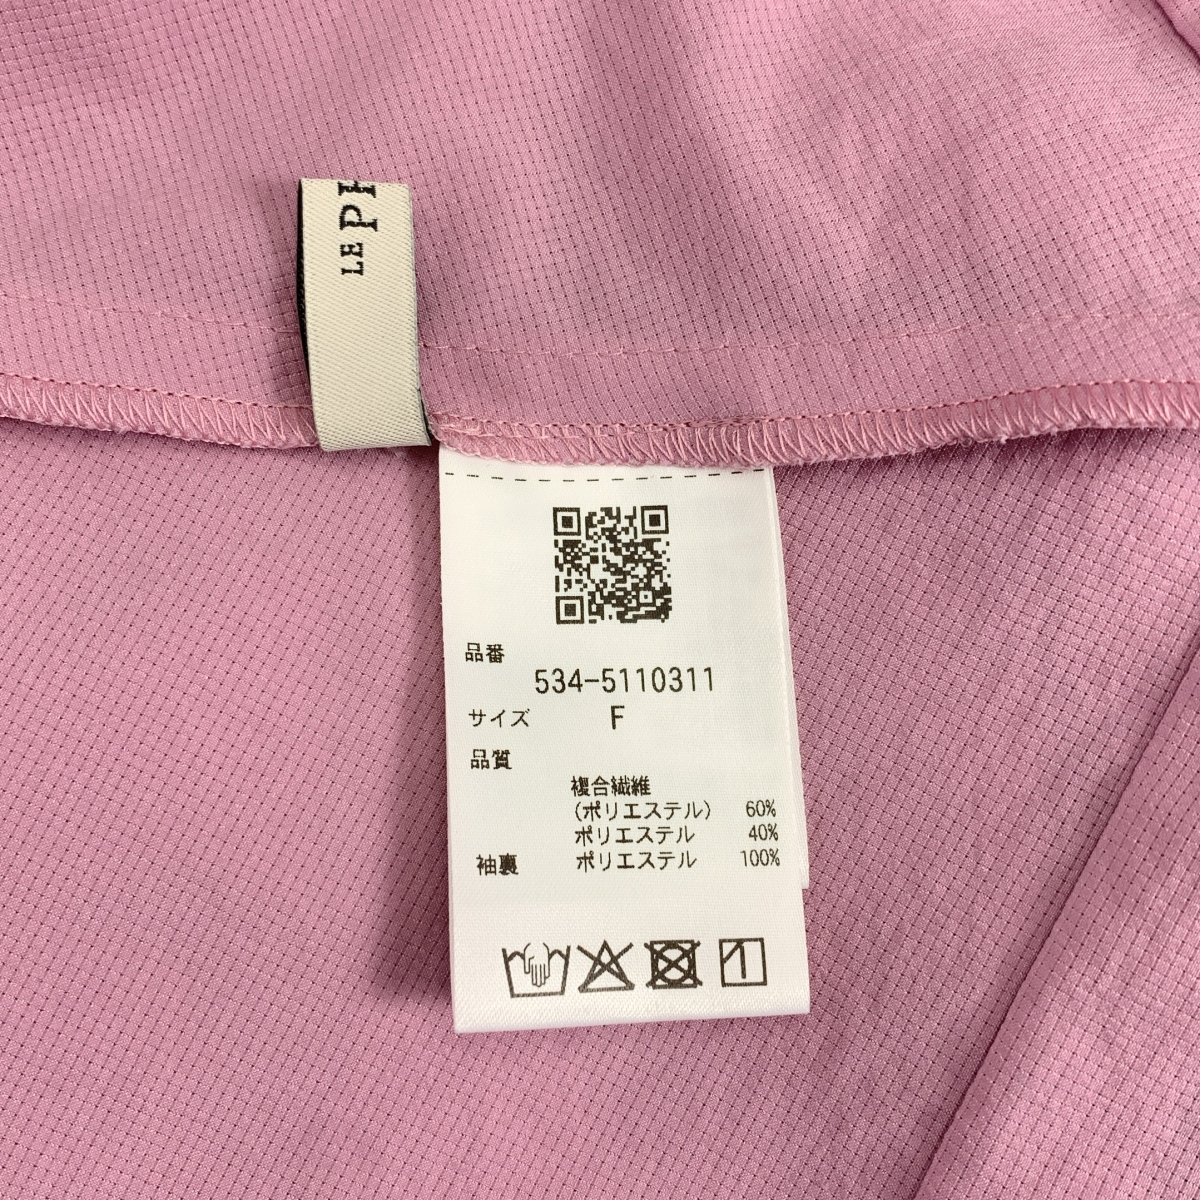 LE PH
品番
534-5110311
サイズ F
品質
複合繊維
(ポリエステル) 60%
ポリエステル 40%
袖裏 ポリエステル 100%